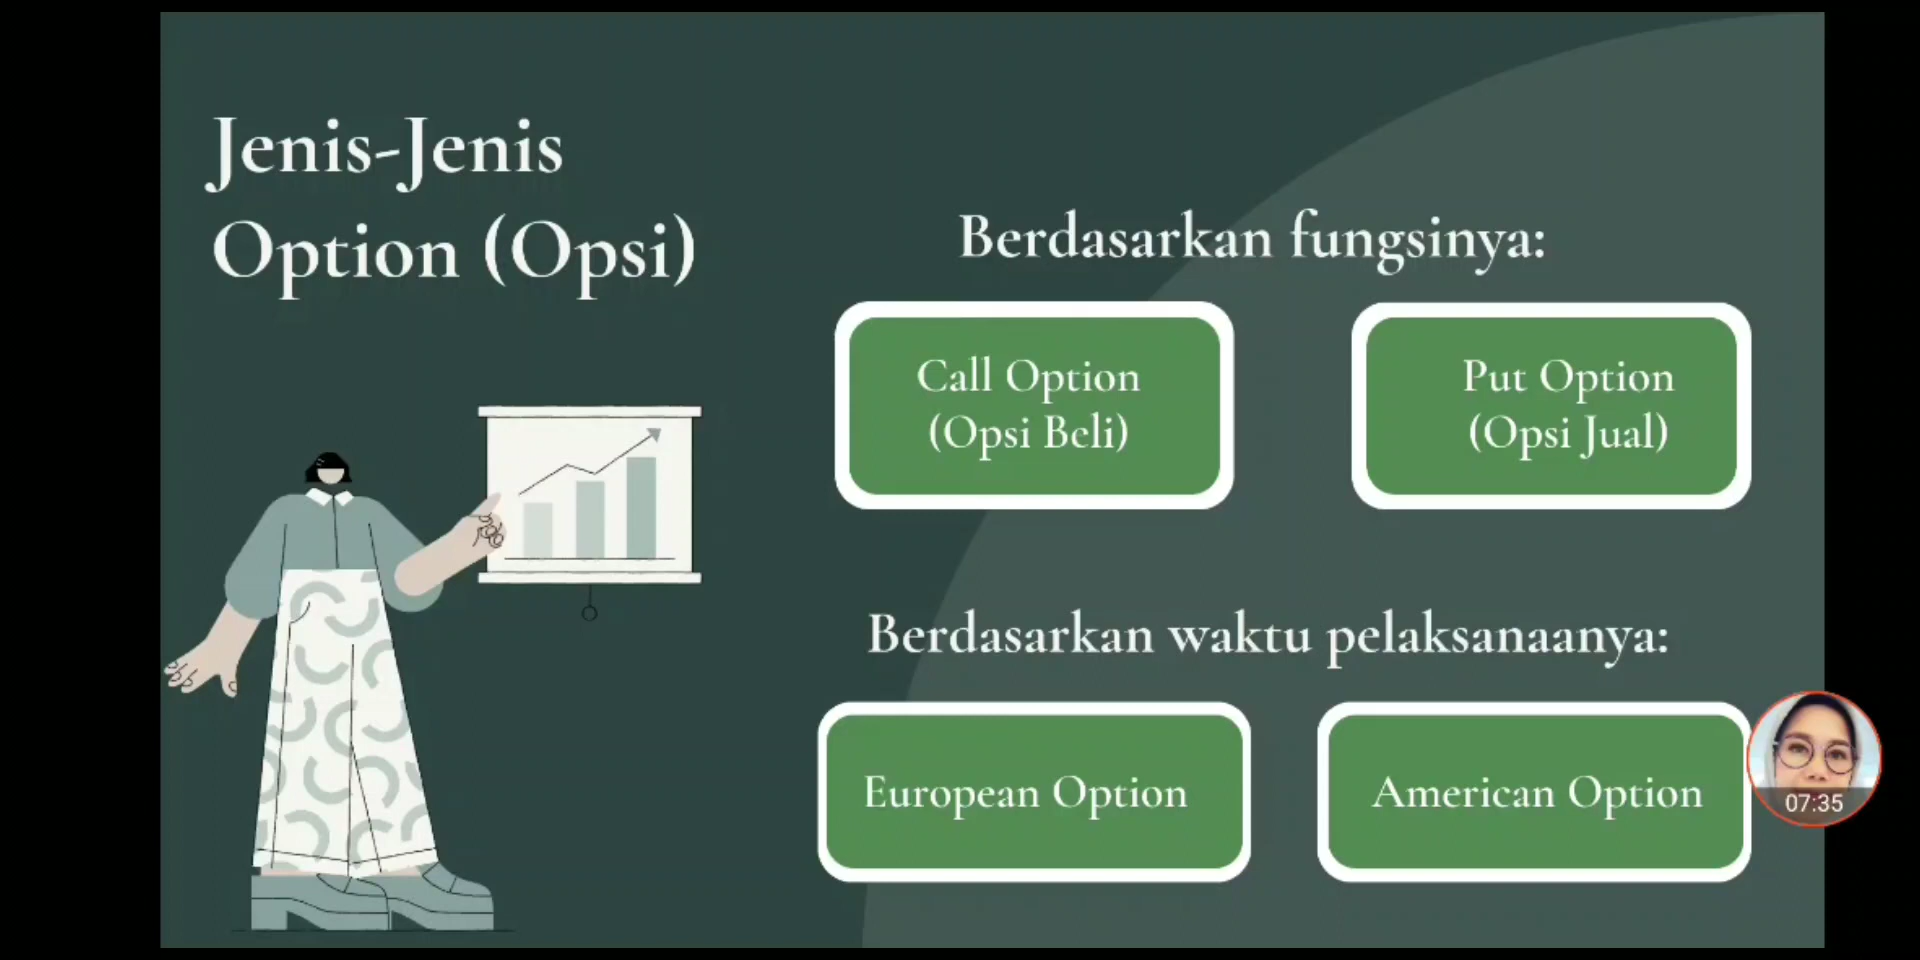 Jenis-Jenis
Option (Opsi)
Berdasarkan fungsinya:
Call Option
(Opsi Beli)
Put Option
(Opsi Jual)
Berdasarkan waktu pelaksanaanya:
European Option
American Option
07:35